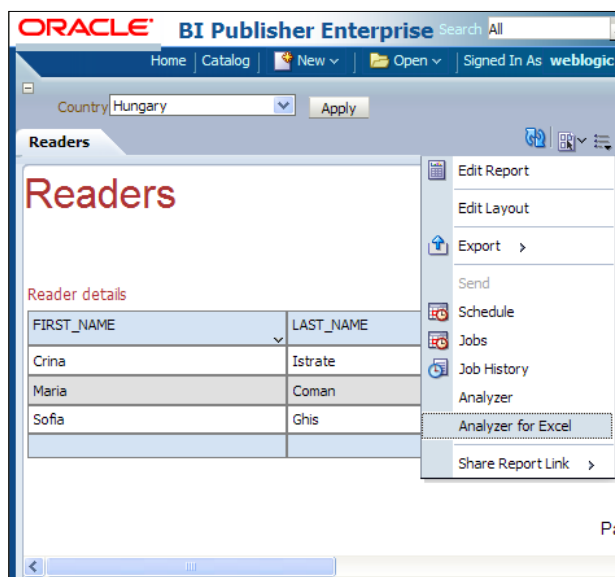 ORACLE BI Publisher Enterprise Search All
Home Catalog New Open Signed In As weblogic
Country Hungary Apply
Readers
Readers
Reader details
FIRST_NAME LAST_NAME
Crina Istrate
Maria Coman
Sofia Ghis
Edit Report
Edit Layout
Export
Send
Schedule
Jobs
Job History
Analyzer
Analyzer for Excel
Share Report Link